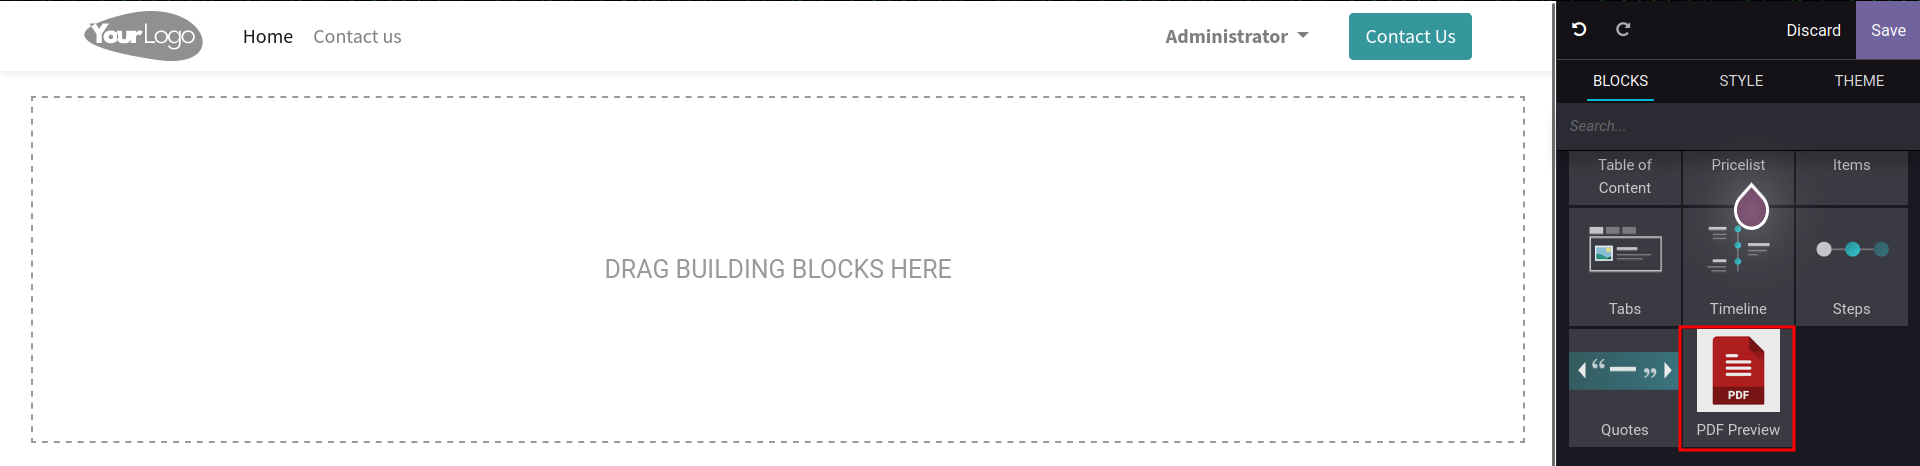 YourLogo
Home
Contact us
Administrator
Contact Us
Discard
Save
BLOCKS
STYLE
THEME
Search...
Table of
Content
Pricelist
Items
DRAG BUILDING BLOCKS HERE
Tabs
Timeline
Steps
“ ”
PDF
Quotes
PDF Preview